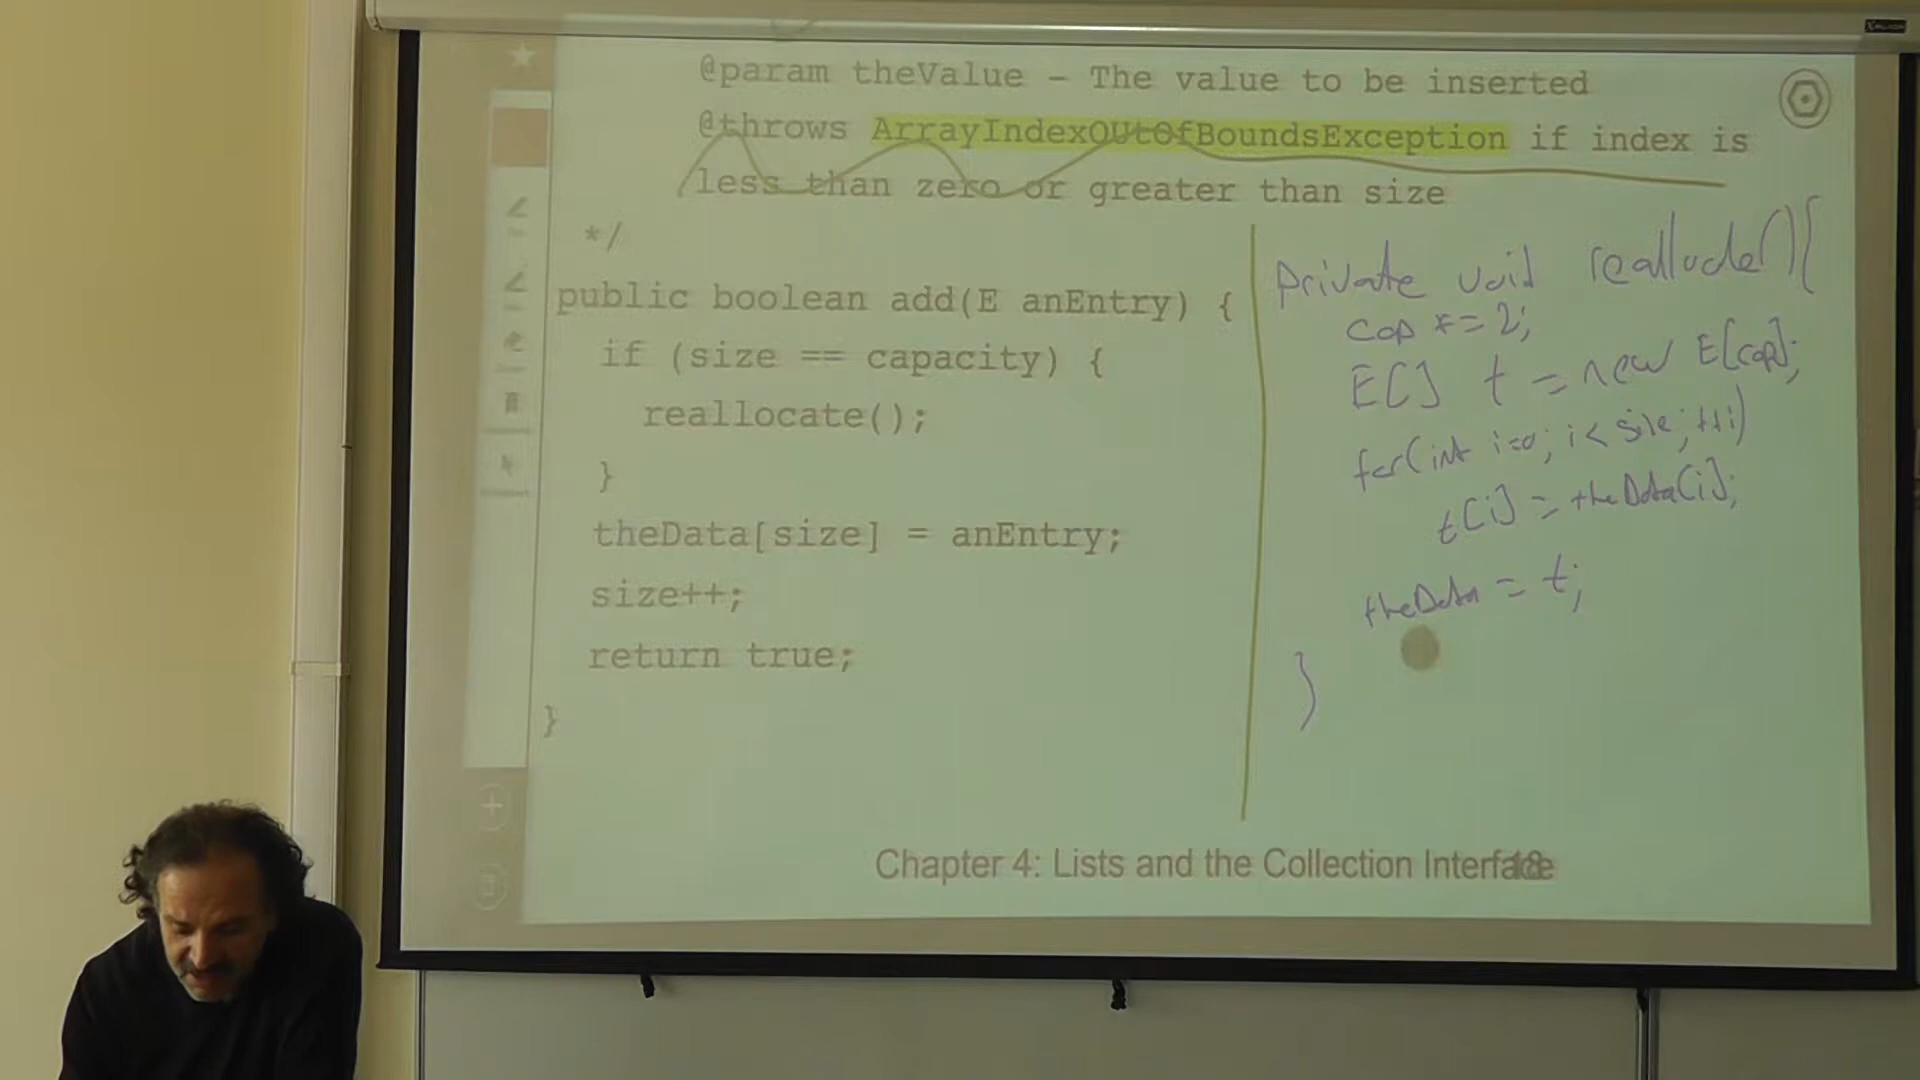 @param theValue – The value to be inserted
@throws ArrayIndexOUtOfBoundsException if index is
less than zero or greater than size
*/
public boolean add(E anEntry) {
if (size == capacity) {
reallocate();
}
theData[size] = anEntry;
size++;
return true;
}
private void reallocate(){
cap *= 2;
E[] t = new E[cap];
for(int i=0; i< size; ++i)
t[i] = theData[i];
theData = t;
}
Chapter 4: Lists and the Collection Interface